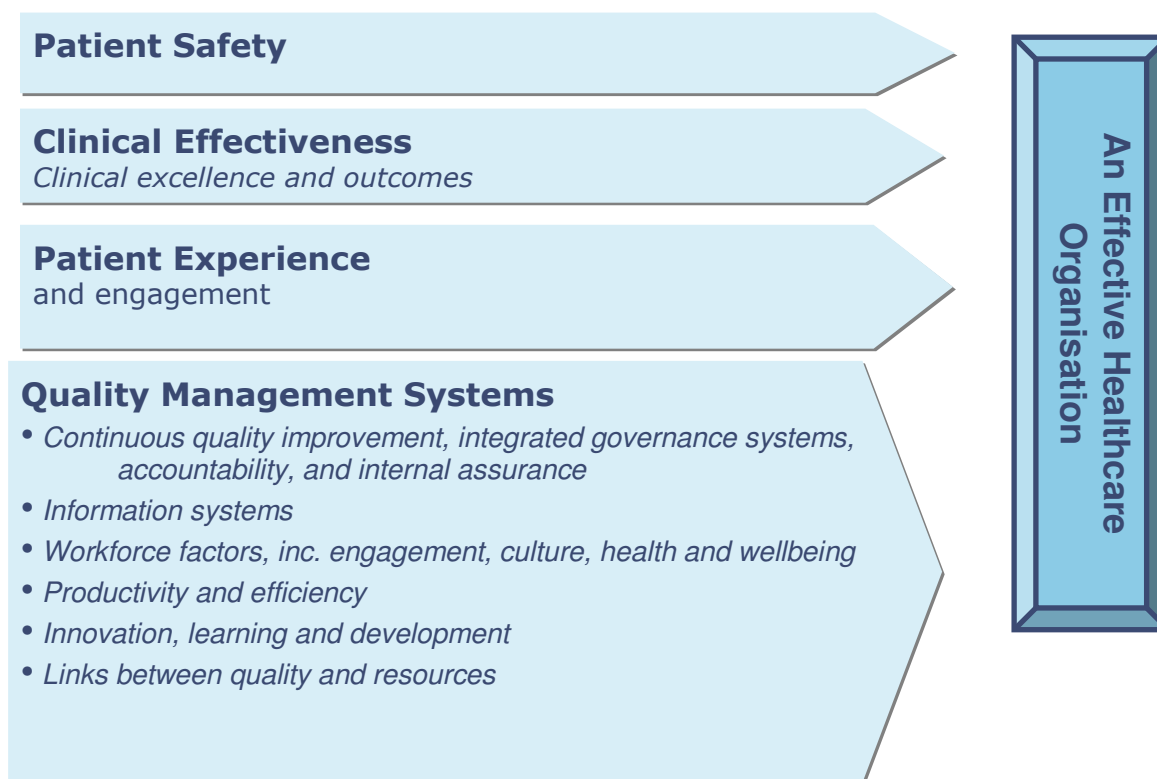 Patient Safety
Clinical Effectiveness
Clinical excellence and outcomes
Patient Experience
and engagement
Quality Management Systems
• Continuous quality improvement, integrated governance systems,
accountability, and internal assurance
• Information systems
• Workforce factors, inc. engagement, culture, health and wellbeing
• Productivity and efficiency
• Innovation, learning and development
• Links between quality and resources
An Effective Healthcare
Organisation